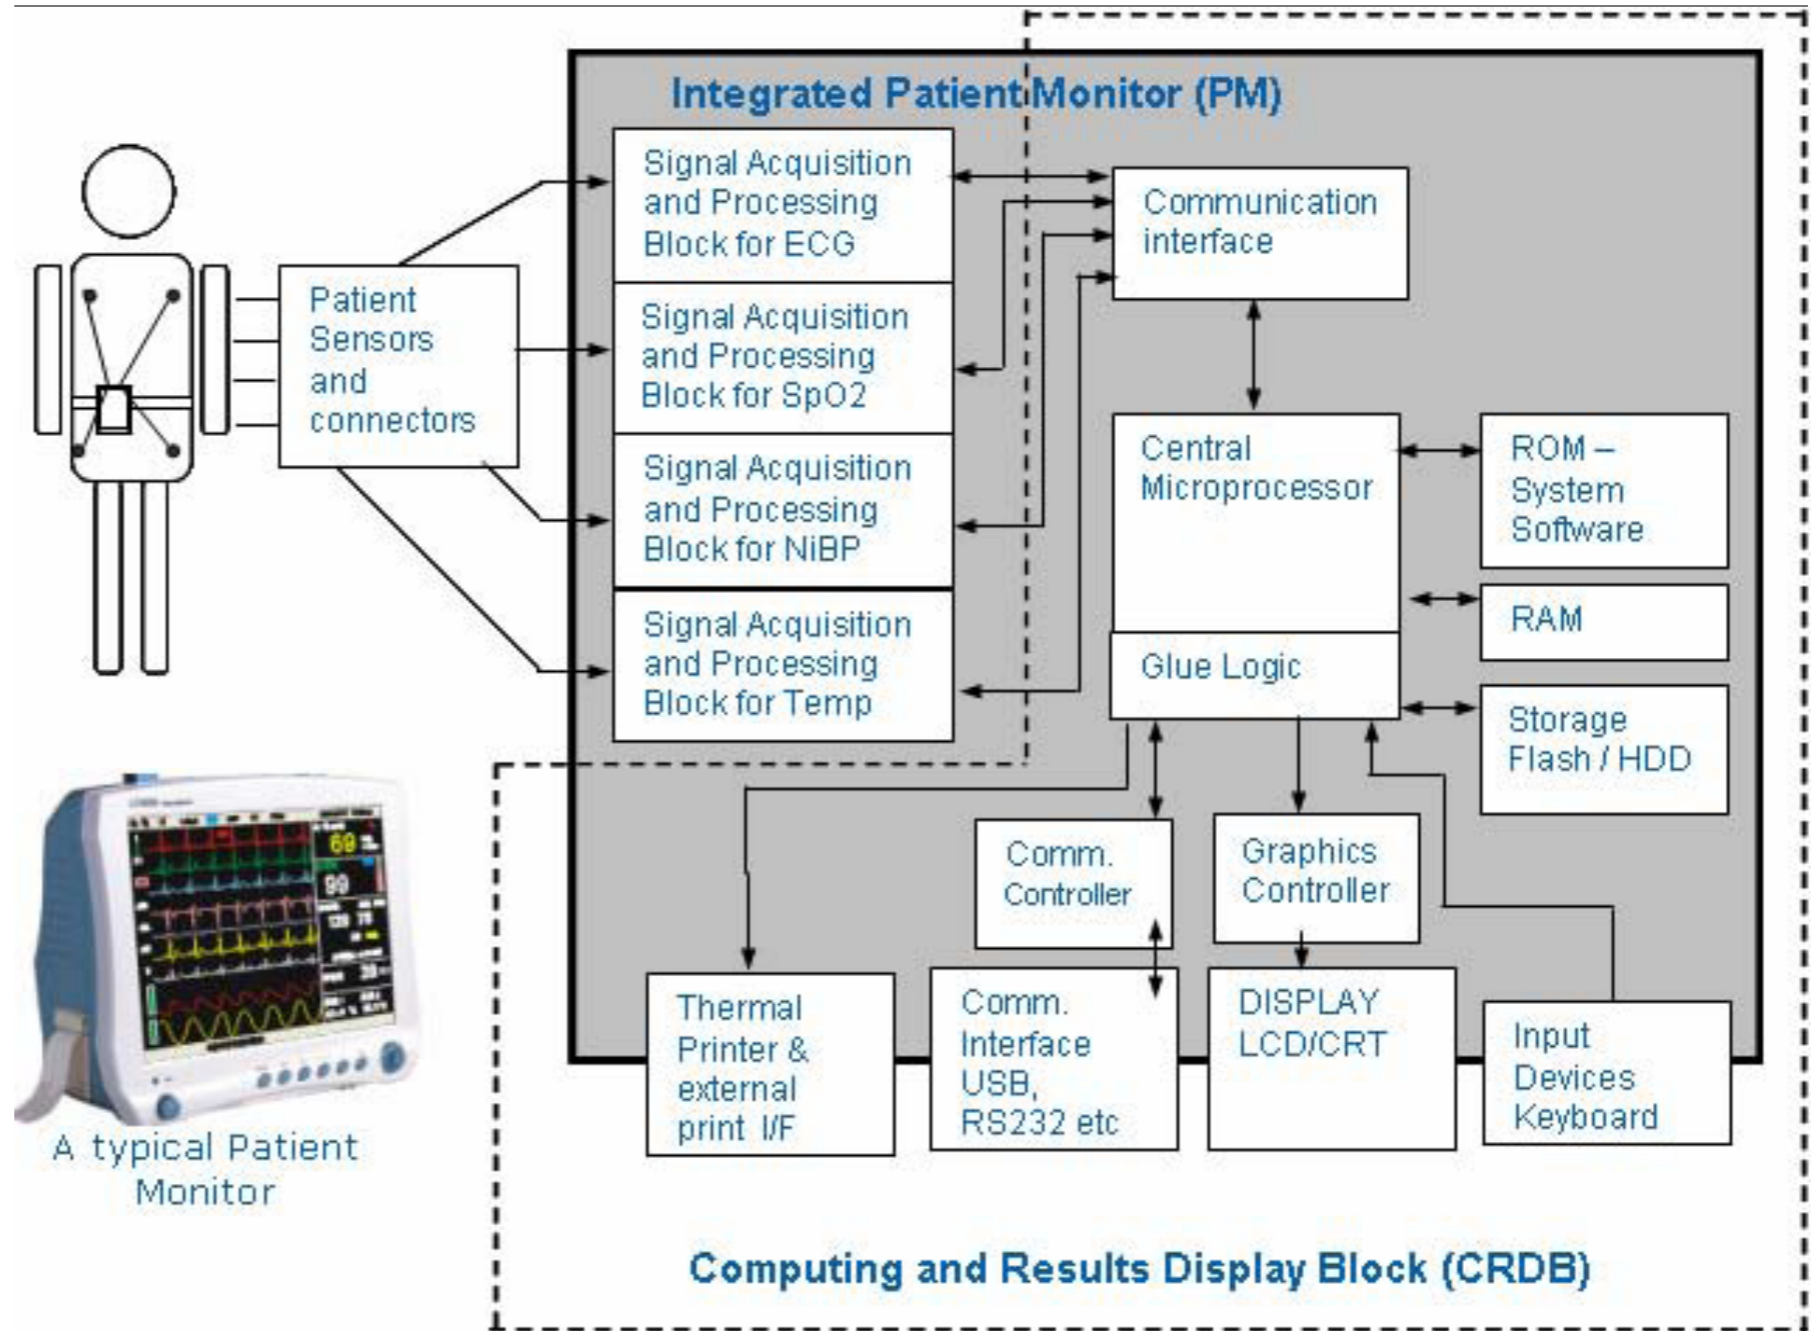 Integrated Patient Monitor (PM)
Signal Acquisition
and Processing
Block for ECG
Signal Acquisition
and Processing
Block for SpO2
Signal Acquisition
and Processing
Block for NiBP
Signal Acquisition
and Processing
Block for Temp
Patient
Sensors
and
connectors
Communication
interface
Central
Microprocessor
Glue Logic
ROM –
System
Software
RAM
Storage
Flash / HDD
Comm.
Controller
Graphics
Controller
Thermal
Printer &
external
print I/F
Comm.
Interface
USB,
RS232 etc
DISPLAY
LCD/CRT
Input
Devices
Keyboard
69
99
A typical Patient
Monitor
Computing and Results Display Block (CRDB)